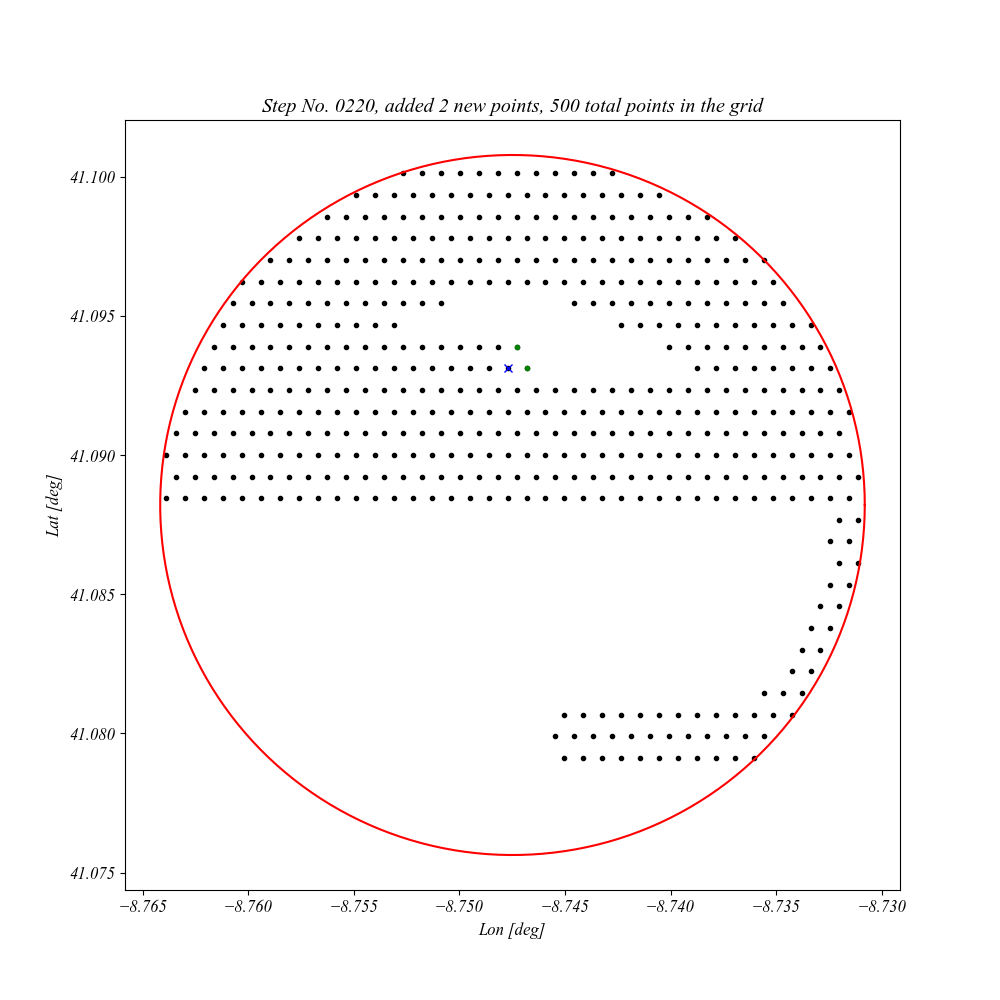 Step No. 0220, added 2 new points, 500 total points in the grid
41.100
41.095
41.090
41.085
41.080
41.075
Lat [deg]
−8.765 −8.760 −8.755 −8.750 −8.745 −8.740 −8.735 −8.730
Lon [deg]